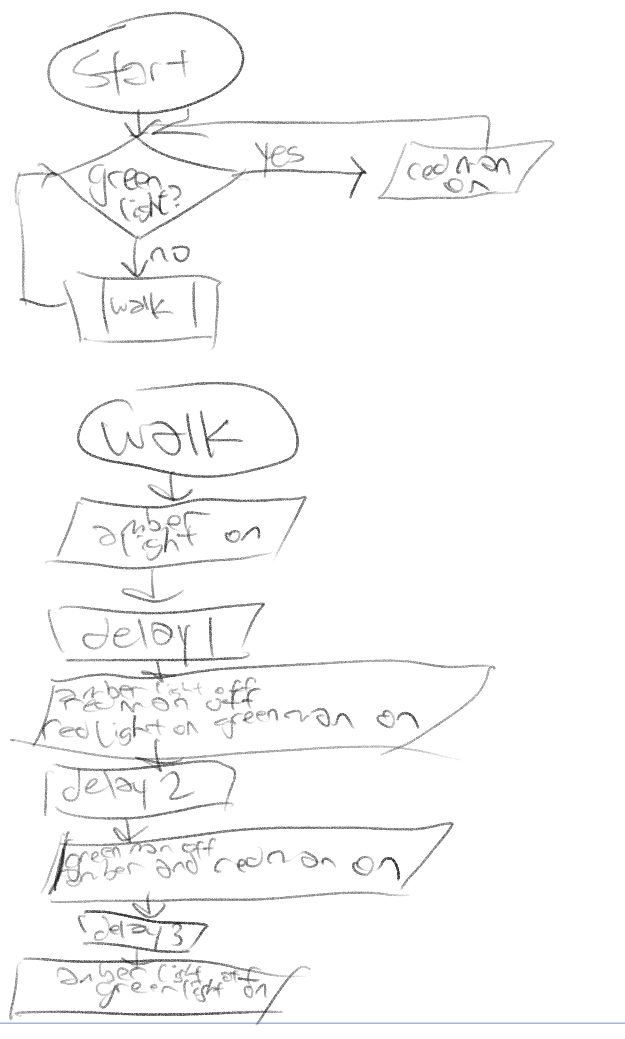 Start
green
light?
Yes
red man
on
no
walk
walk
amber
light on
delay 1
amber light off
red man off
red light on green man on
delay 2
green man off
amber and red man on
delay 3
amber light off
green light on